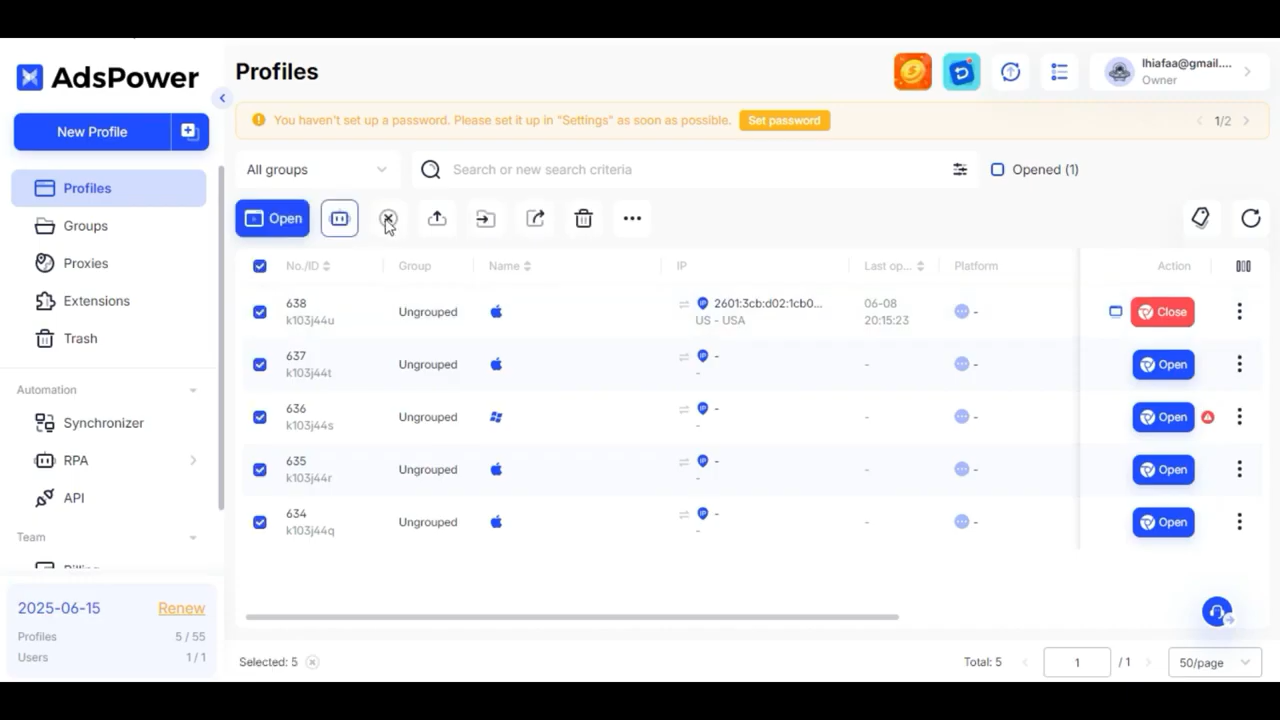 AdsPower
Profiles
lhiafaa@gmail....
Owner
New Profile
You haven't set up a password. Please set it up in "Settings" as soon as possible.
Set password
1/2
All groups
Search or new search criteria
Opened (1)
Profiles
Groups
Proxies
Extensions
Trash
Automation
Synchronizer
RPA
API
Team
Billing
2025-06-15
Renew
Profiles
5 / 55
Users
1 / 1
Open
No./ID
Group
Name
IP
Last op...
Platform
Action
638
k103j44u
Ungrouped
2601:3cb:d02:1cb0...
US - USA
06-08
20:15:23
-
Close
637
k103j44t
Ungrouped
-
-
-
-
Open
636
k103j44s
Ungrouped
-
-
-
-
Open
635
k103j44r
Ungrouped
-
-
-
-
Open
634
k103j44q
Ungrouped
-
-
-
-
Open
Selected: 5
Total: 5
1
/ 1
50/page